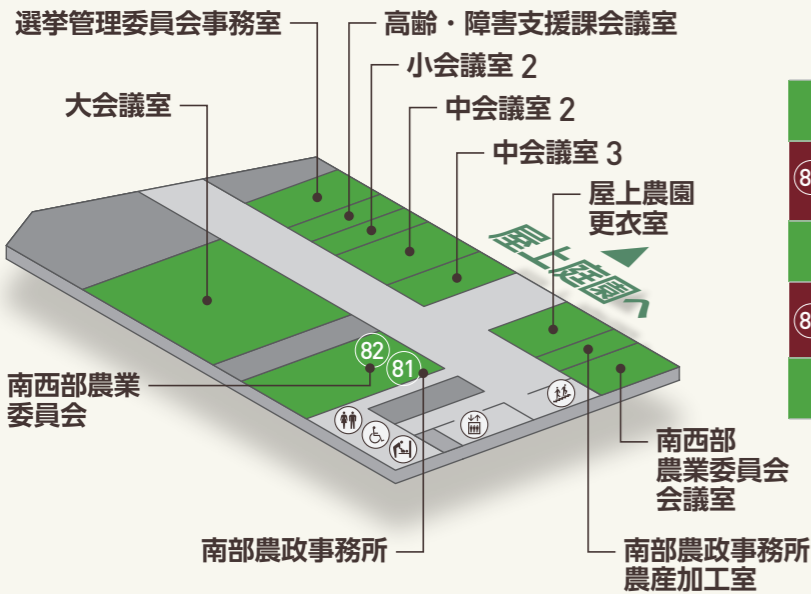 選挙管理委員会事務室
高齢・障害支援課会議室
小会議室 2
大会議室
中会議室 2
中会議室 3
屋上農園
更衣室
屋上庭園へ
82
81
南西部農業
委員会
南西部
農業委員会
会議室
南部農政事務所
南部農政事務所
農産加工室